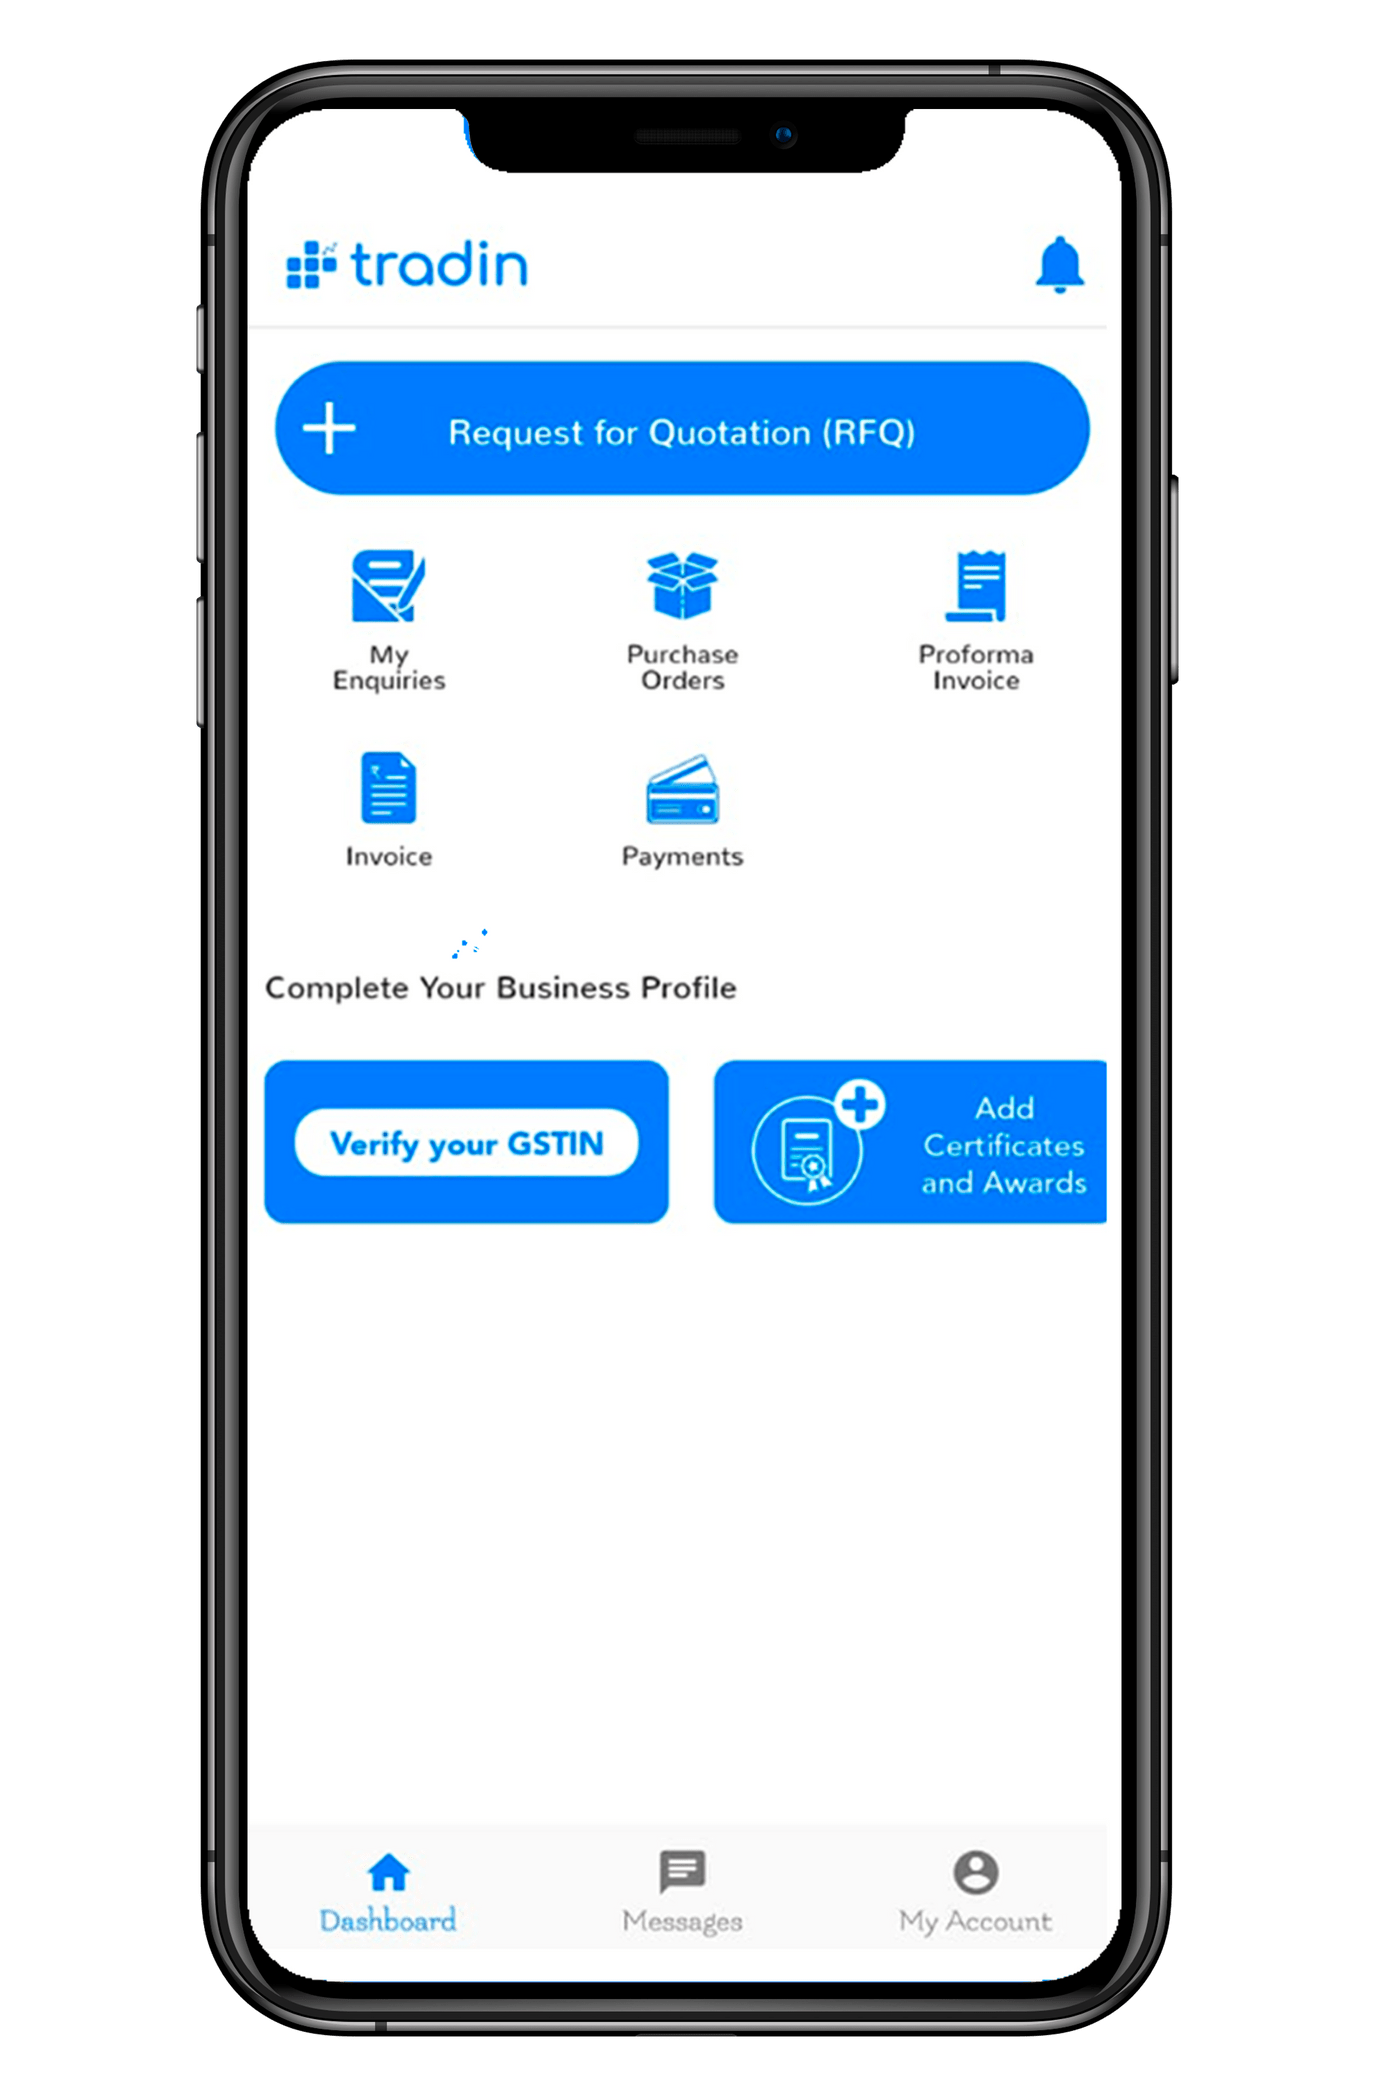 tradin
Request for Quotation (RFQ)
My
Enquiries
Purchase
Orders
Proforma
Invoice
Invoice
Payments
Complete Your Business Profile
Verify your GSTIN
Add
Certificates
and Awards
Dashboard
Messages
My Account